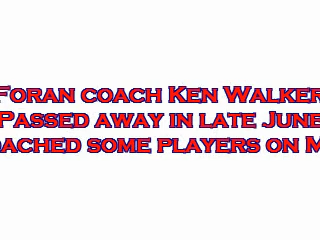 Foran coach Ken Walker
Passed away in late June
oached some players on M